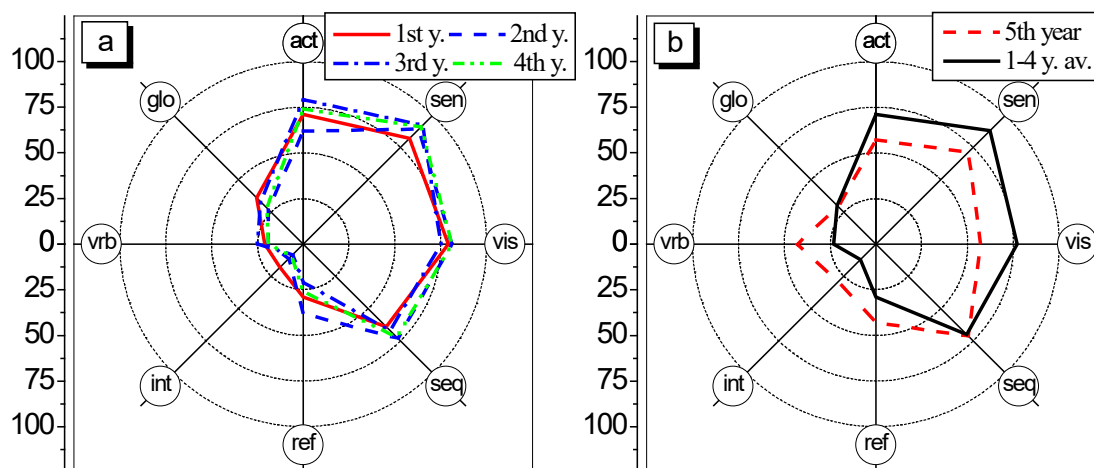 a
1st y. 2nd y.
3rd y. 4th y.
act
sen
vis
seq
ref
int
vrb
glo
100
75
50
25
0
25
50
75
100
b
5th year
1-4 y. av.
act
sen
vis
seq
ref
int
vrb
glo
100
75
50
25
0
25
50
75
100